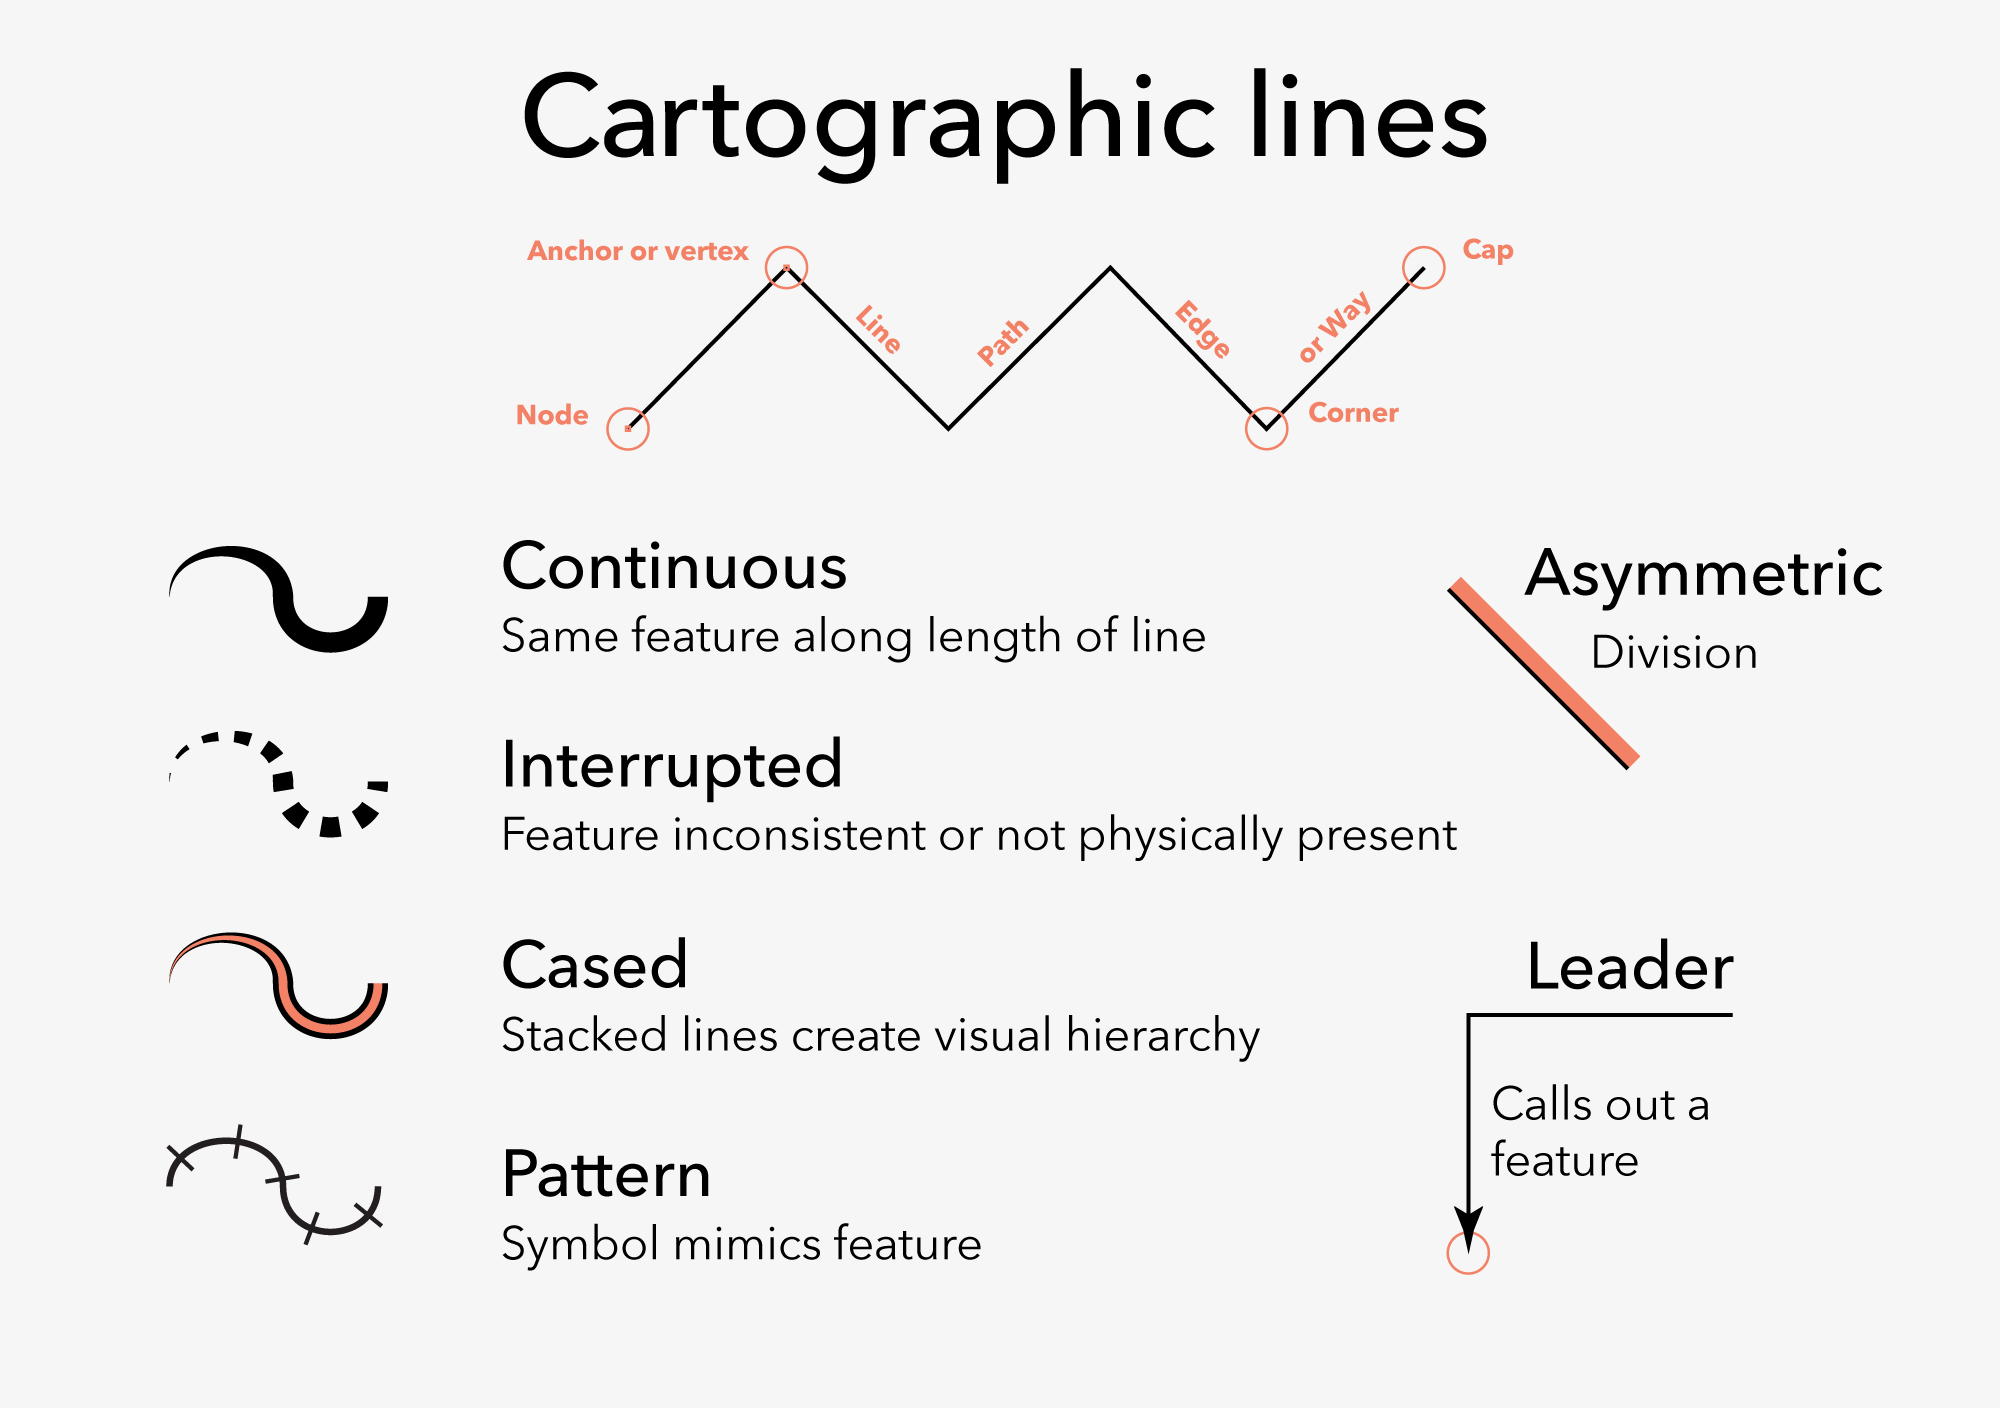 Cartographic lines
Anchor or vertex
Cap
Line
Path
Edge
or Way
Node
Corner
Continuous
Same feature along length of line
Interrupted
Feature inconsistent or not physically present
Cased
Stacked lines create visual hierarchy
Pattern
Symbol mimics feature
Asymmetric
Division
Leader
Calls out a
feature